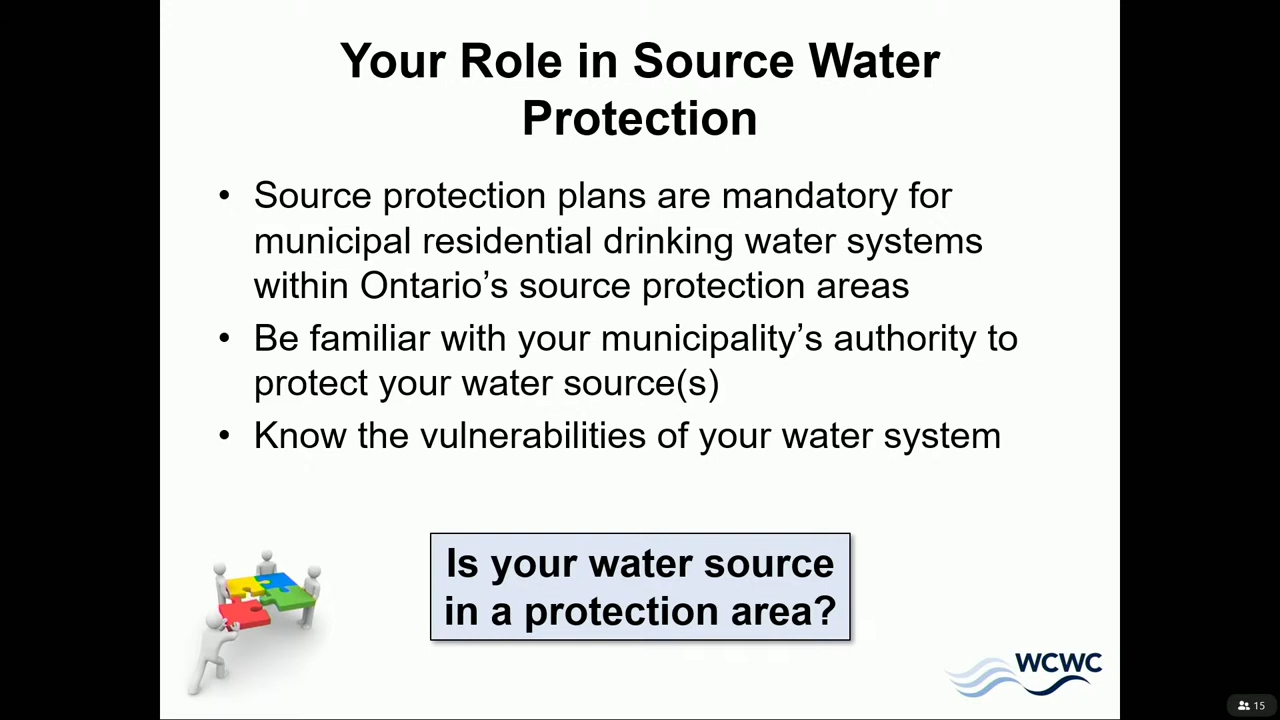 Your Role in Source Water
Protection
• Source protection plans are mandatory for
municipal residential drinking water systems
within Ontario’s source protection areas
• Be familiar with your municipality’s authority to
protect your water source(s)
• Know the vulnerabilities of your water system
Is your water source
in a protection area?
WCWC
15